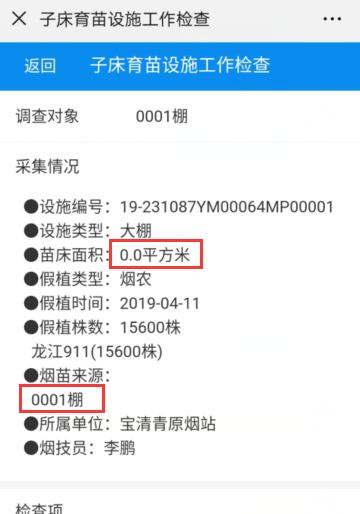 子床育苗设施工作检查
返回 子床育苗设施工作检查
调查对象 0001棚
采集情况
●设施编号：19-231087YM00064MP00001
●设施类型：大棚
●苗床面积：0.0平方米
●假植类型：烟农
●假植时间：2019-04-11
●假植株数：15600株
龙江911(15600株)
●烟苗来源：
0001棚
●所属单位：宝清青原烟站
●烟技员：李鹏
检查项